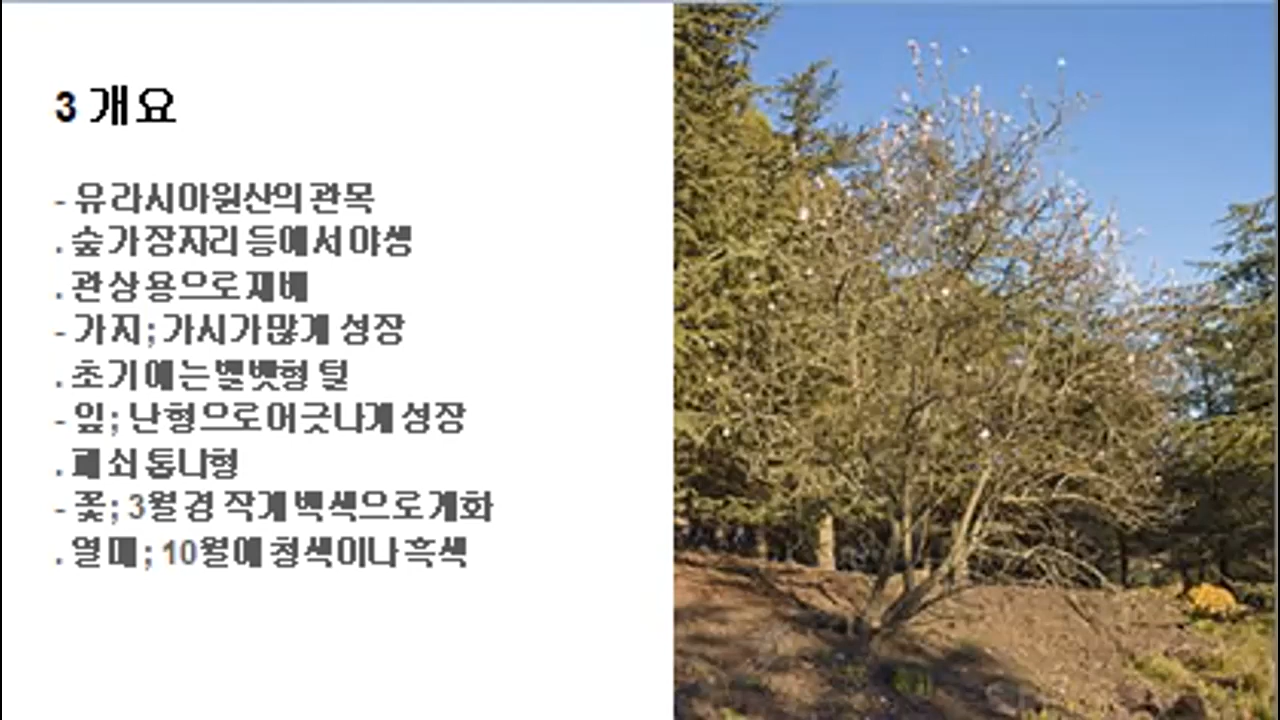 3 개요
- 유라시아원산의 관목
. 숲가장자리 등에서 야생
. 관상용으로 재배
- 가지; 가시가많게 성장
. 초기에는 벨벳형 털
- 잎; 난형으로 어긋나게 성장
. 폐쇠 톱니형
- 꽃; 3월경 작게 백색으로 개화
. 열매; 10월에 청색이나 흑색